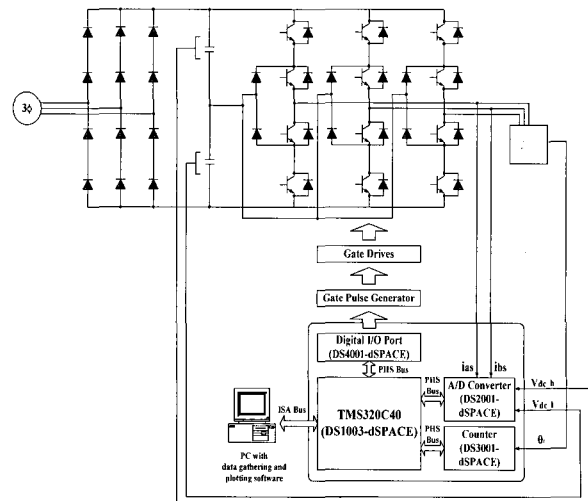 3ϕ
Gate Drives
Gate Pulse Generator
Digital I/O Port
(DS4001-dSPACE)
PHS Bus
ias
ibs
Vdc_h
Vdc_l
ISA Bus
TMS320C40
(DS1003-dSPACE)
PHS
Bus
A/D Converter
(DS2001-
dSPACE)
PHS
Bus
Counter
(DS3001-
dSPACE)
θr
PC with
data gathering and
plotting software